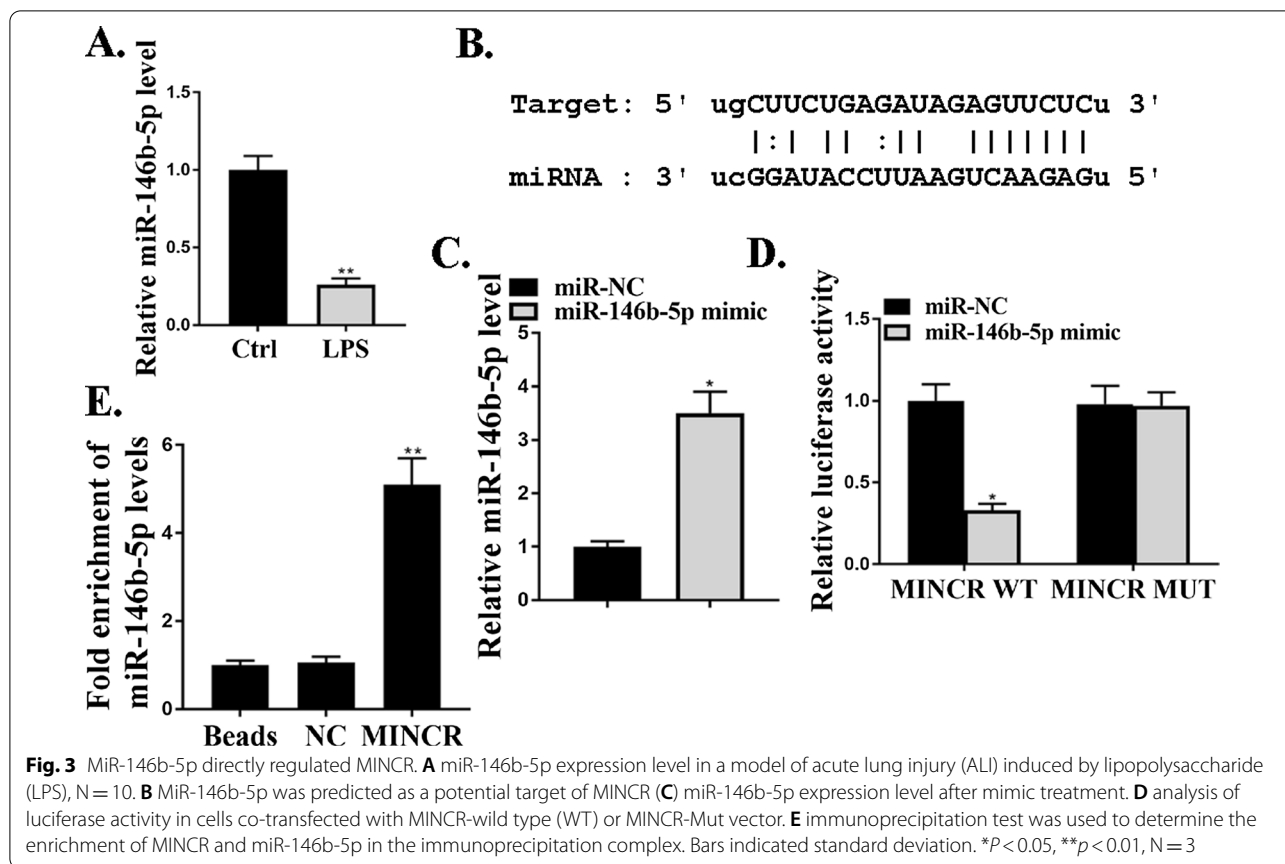 A.
Relative miR-146b-5p level
1.5
1.0
0.5
0.0
**
Ctrl LPS
B.
Target: 5' ugCUUCUGAGAUAGAGUUCUCu 3'
|:| || :|| |||||||
miRNA : 3' ucGGAUACCUUAAGUCAAGAGu 5'
C.
miR-NC
miR-146b-5p mimic
Relative miR-146b-5p level
5
4
3
2
1
0
*
D.
miR-NC
miR-146b-5p mimic
Relative luciferase activity
1.5
1.0
0.5
0.0
*
MINCR WT MINCR MUT
E.
Fold enrichment of
miR-146b-5p levels
6
4
2
0
**
Beads NC MINCR
Fig. 3 MiR-146b-5p directly regulated MINCR. A miR-146b-5p expression level in a model of acute lung injury (ALI) induced by lipopolysaccharide
(LPS), N = 10. B MiR-146b-5p was predicted as a potential target of MINCR (C) miR-146b-5p expression level after mimic treatment. D analysis of
luciferase activity in cells co-transfected with MINCR-wild type (WT) or MINCR-Mut vector. E immunoprecipitation test was used to determine the
enrichment of MINCR and miR-146b-5p in the immunoprecipitation complex. Bars indicated standard deviation. *P < 0.05, **p < 0.01, N = 3